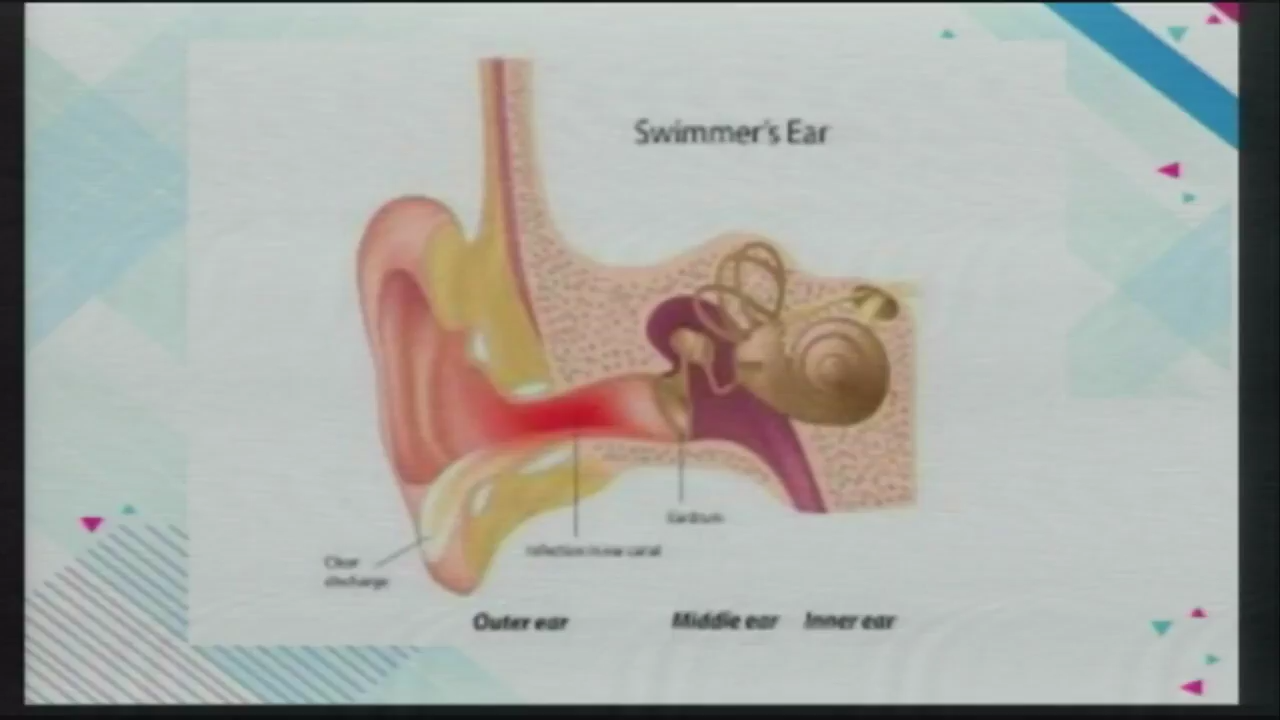 Swimmer's Ear
Eardrum
Infection in ear canal
Clear
discharge
Outer ear
Middle ear
Inner ear